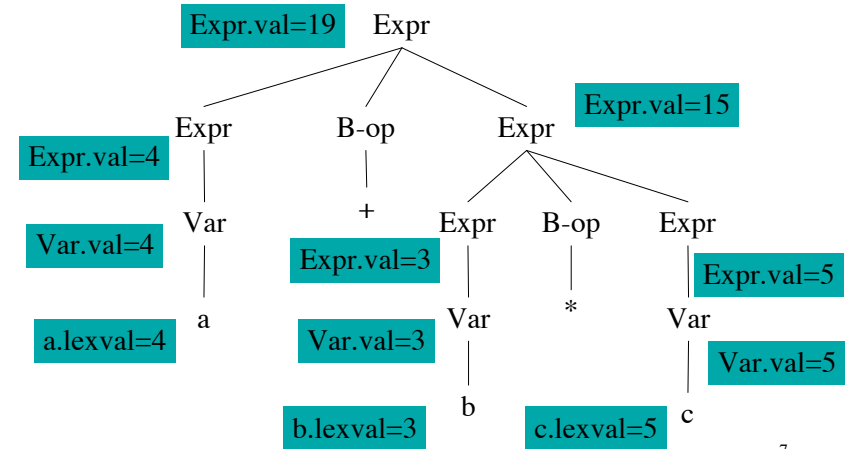 Expr.val=19 Expr
Expr.val=15
Expr B-op Expr
Expr.val=4
Var + Expr B-op Expr
Var.val=4 Expr.val=3 Expr.val=5
a Var * Var
a.lexval=4 Var.val=3 Var.val=5
b c
b.lexval=3 c.lexval=5